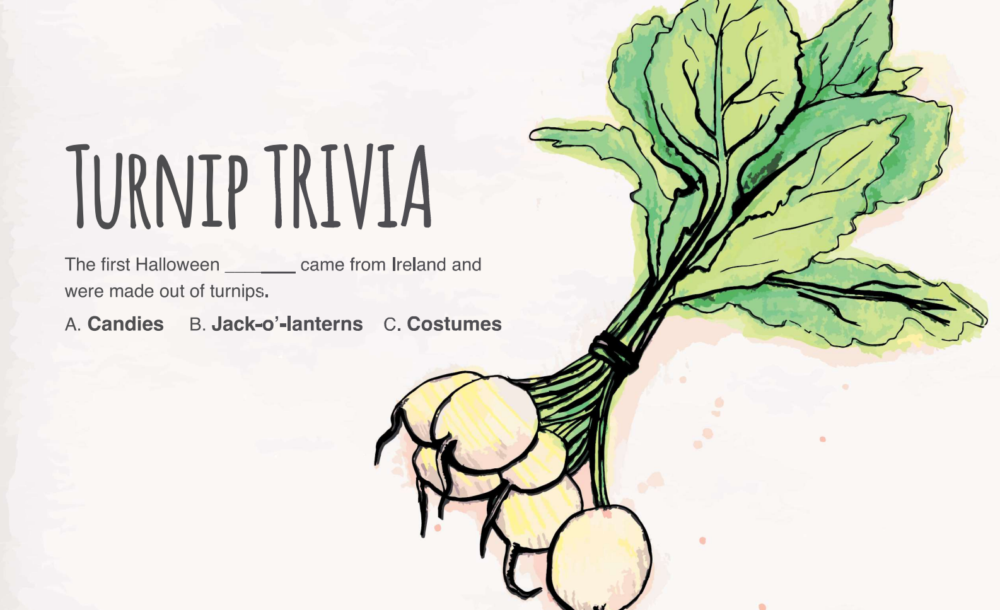 Turnip TRIVIA
The first Halloween _______ came from Ireland and
were made out of turnips.
A. Candies B. Jack-o’-lanterns C. Costumes